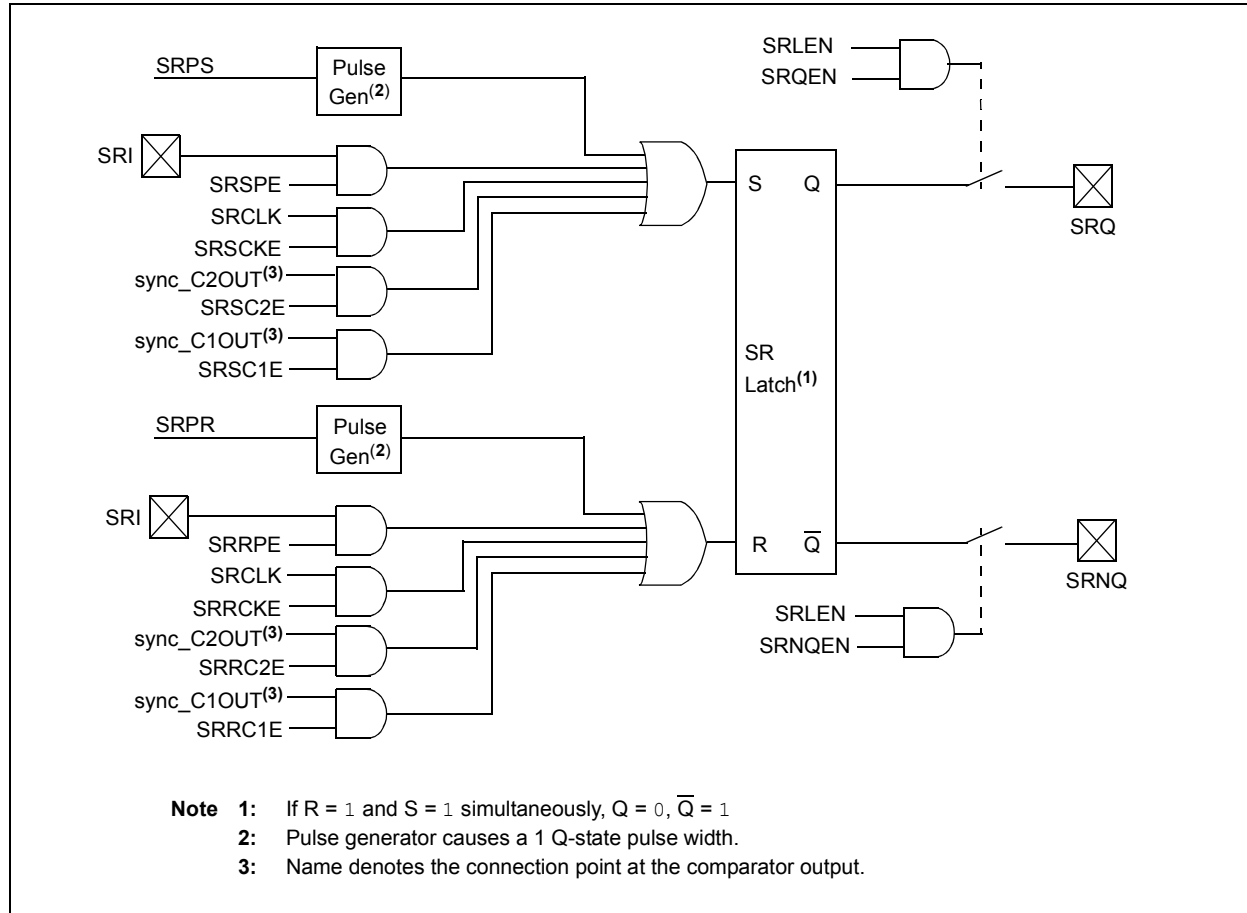 SRPS
Pulse
Gen(2)
SRI
SRSPE
SRCLK
SRSCKE
sync_C2OUT(3)
SRSC2E
sync_C1OUT(3)
SRSC1E
SRPR
Pulse
Gen(2)
SRI
SRRPE
SRCLK
SRRCKE
sync_C2OUT(3)
SRRC2E
sync_C1OUT(3)
SRRC1E
S Q
SR
Latch(1)
R Q̅
SRLEN
SRQEN
SRQ
SRNQ
SRLEN
SRNQEN
Note 1: If R = 1 and S = 1 simultaneously, Q = 0, Q̅ = 1
2: Pulse generator causes a 1 Q-state pulse width.
3: Name denotes the connection point at the comparator output.